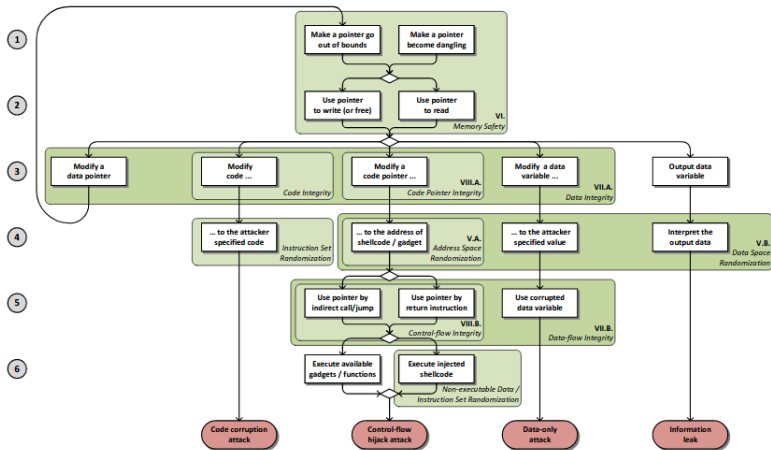 1
Make a pointer go
out of bounds
Make a pointer
become dangling
2
Use pointer
to write (or free)
Use pointer
to read
VI.
Memory Safety
3
Modify a
data pointer
Modify
code ...
Code Integrity
Modify a
code pointer ...
VIII.A.
Code Pointer Integrity
Modify a data
variable ...
VII.A.
Data Integrity
Output data
variable
4
... to the attacker
specified code
Instruction Set
Randomization
... to the address of
shellcode / gadget
V.A.
Address Space
Randomization
... to the attacker
specified value
Interpret the
output data
V.B.
Data Space
Randomization
5
Use pointer by
indirect call/jump
Use pointer by
return instruction
VIII.B.
Control-flow Integrity
Use corrupted
data variable
VII.B.
Data-flow Integrity
6
Execute available
gadgets / functions
Execute injected
shellcode
Non-executable Data /
Instruction Set Randomization
Code corruption
attack
Control-flow
hijack attack
Data-only
attack
Information
leak